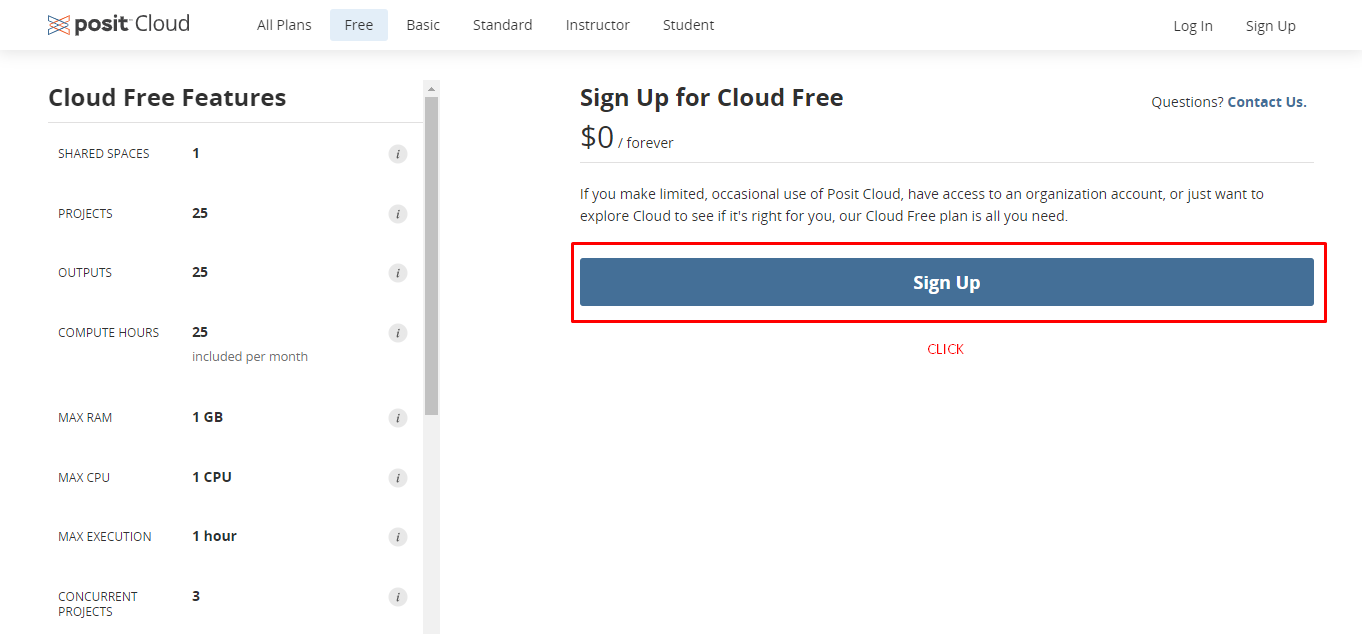 posit Cloud
All Plans
Free
Basic
Standard
Instructor
Student
Log In
Sign Up
Cloud Free Features
SHARED SPACES 1 i
PROJECTS 25 i
OUTPUTS 25 i
COMPUTE HOURS 25 i
included per month
MAX RAM 1 GB i
MAX CPU 1 CPU i
MAX EXECUTION 1 hour i
CONCURRENT 3 i
PROJECTS
Sign Up for Cloud Free
Questions? Contact Us.
$0 / forever
If you make limited, occasional use of Posit Cloud, have access to an organization account, or just want to
explore Cloud to see if it's right for you, our Cloud Free plan is all you need.
Sign Up
CLICK